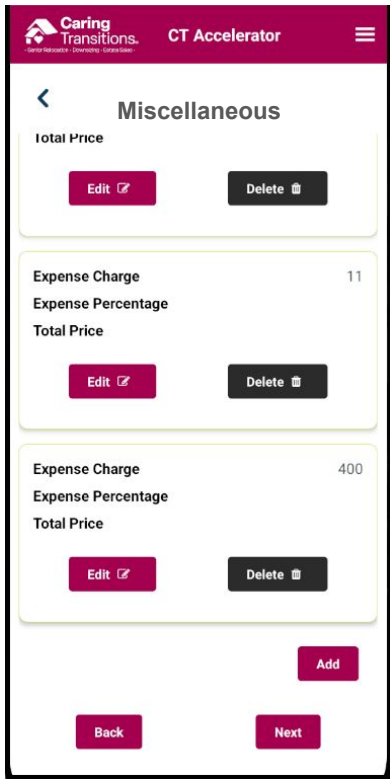 Caring
Transitions.
CT Accelerator
Miscellaneous
Total Price
Edit
Delete
Expense Charge 11
Expense Percentage
Total Price
Edit
Delete
Expense Charge 400
Expense Percentage
Total Price
Edit
Delete
Add
Back
Next